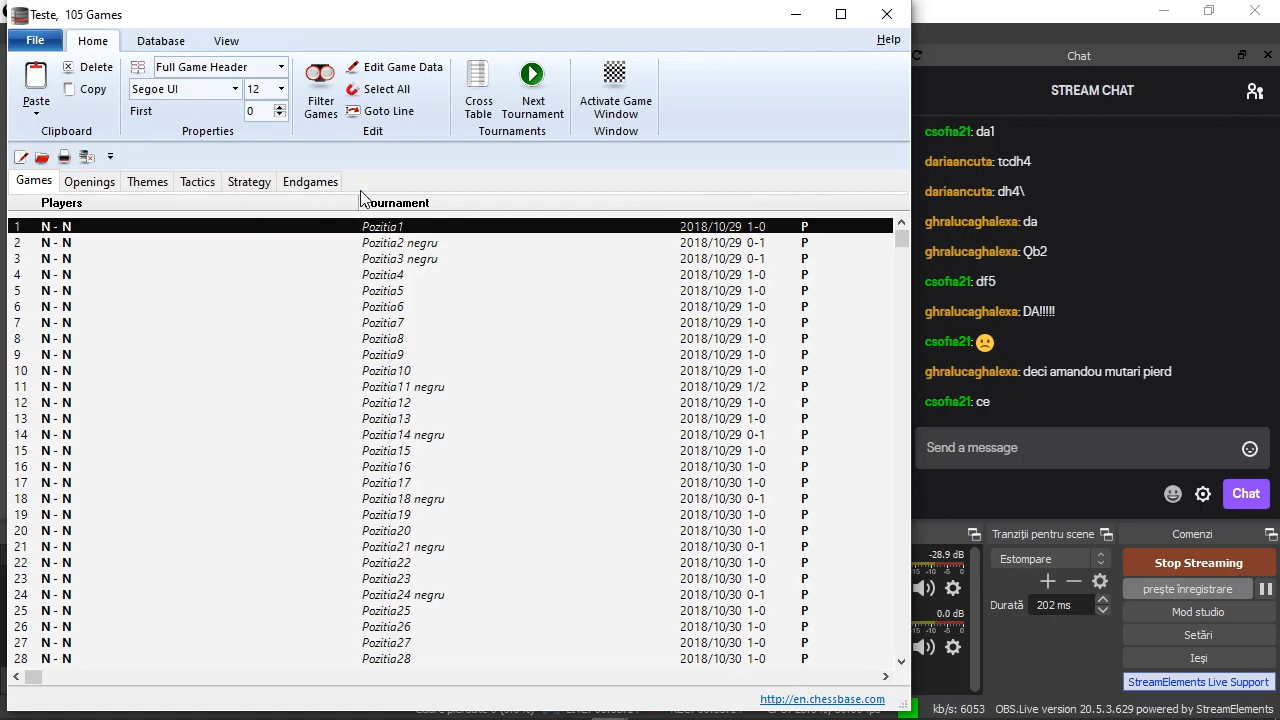 Teste, 105 Games
File Home Database View Help
Paste Delete Copy Clipboard
Full Game Header
Segoe UI 12
First 0
Properties
Filter Games
Edit Game Data
Select All
Goto Line
Edit
Cross Table
Next Tournament
Tournaments
Activate Game Window
Window
Games Openings Themes Tactics Strategy Endgames
Players ournament
1 N - N Pozitia1 2018/10/29 1-0 P
2 N - N Pozitia2 negru 2018/10/29 0-1 P
3 N - N Pozitia3 negru 2018/10/29 0-1 P
4 N - N Pozitia4 2018/10/29 1-0 P
5 N - N Pozitia5 2018/10/29 1-0 P
6 N - N Pozitia6 2018/10/29 1-0 P
7 N - N Pozitia7 2018/10/29 1-0 P
8 N - N Pozitia8 2018/10/29 1-0 P
9 N - N Pozitia9 2018/10/29 1-0 P
10 N - N Pozitia10 2018/10/29 1-0 P
11 N - N Pozitia11 negru 2018/10/29 1/2 P
12 N - N Pozitia12 2018/10/29 1-0 P
13 N - N Pozitia13 2018/10/29 1-0 P
14 N - N Pozitia14 negru 2018/10/29 0-1 P
15 N - N Pozitia15 2018/10/29 1-0 P
16 N - N Pozitia16 2018/10/30 1-0 P
17 N - N Pozitia17 2018/10/30 1-0 P
18 N - N Pozitia18 negru 2018/10/30 0-1 P
19 N - N Pozitia19 2018/10/30 1-0 P
20 N - N Pozitia20 2018/10/30 1-0 P
21 N - N Pozitia21 negru 2018/10/30 0-1 P
22 N - N Pozitia22 2018/10/30 1-0 P
23 N - N Pozitia23 2018/10/30 1-0 P
24 N - N Pozitia24 negru 2018/10/30 0-1 P
25 N - N Pozitia25 2018/10/30 1-0 P
26 N - N Pozitia26 2018/10/30 1-0 P
27 N - N Pozitia27 2018/10/30 1-0 P
28 N - N Pozitia28 2018/10/30 1-0 P
http://en.chessbase.com
Chat
STREAM CHAT
csofia21: da1
dariaancuta: tcdh4
dariaancuta: dh4\
ghralucaghalexa: da
ghralucaghalexa: Qb2
csofia21: df5
ghralucaghalexa: DA!!!!!
csofia21: 🙁
ghralucaghalexa: deci amandou mutari pierd
csofia21: ce
Send a message
Chat
-28.9 dB
-15 -10 -5 0
0.0 dB
-15 -10 -5 0
Tranziții pentru scene
Estompare
Durată 202 ms
Comenzi
Stop Streaming
prește înregistrare
Mod studio
Setări
Ieși
StreamElements Live Support
kb/s: 6053 OBS.Live version 20.5.3.629 powered by StreamElements